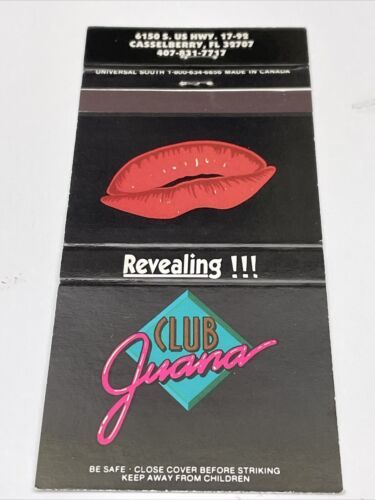 6150 S. US HWY. 17-92
CASSELBERRY, FL 32707
407-831-7717
UNIVERSAL SOUTH 1-800-634-6656 MADE IN CANADA
Revealing !!!
CLUB
Juana
BE SAFE · CLOSE COVER BEFORE STRIKING
KEEP AWAY FROM CHILDREN